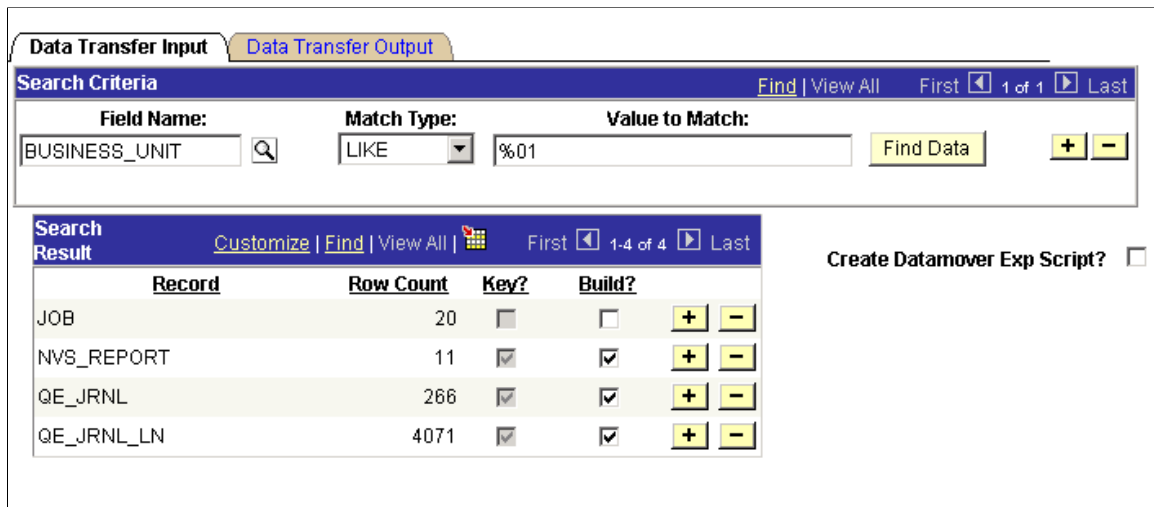 Data Transfer Input Data Transfer Output
Search Criteria Find | View All First 1 of 1 Last
Field Name: Match Type: Value to Match:
BUSINESS_UNIT LIKE %01 Find Data + −
Search Result Customize | Find | View All | First 1-4 of 4 Last
Create Datamover Exp Script?
Record Row Count Key? Build?
JOB 20 + −
NVS_REPORT 11 + −
QE_JRNL 266 + −
QE_JRNL_LN 4071 + −